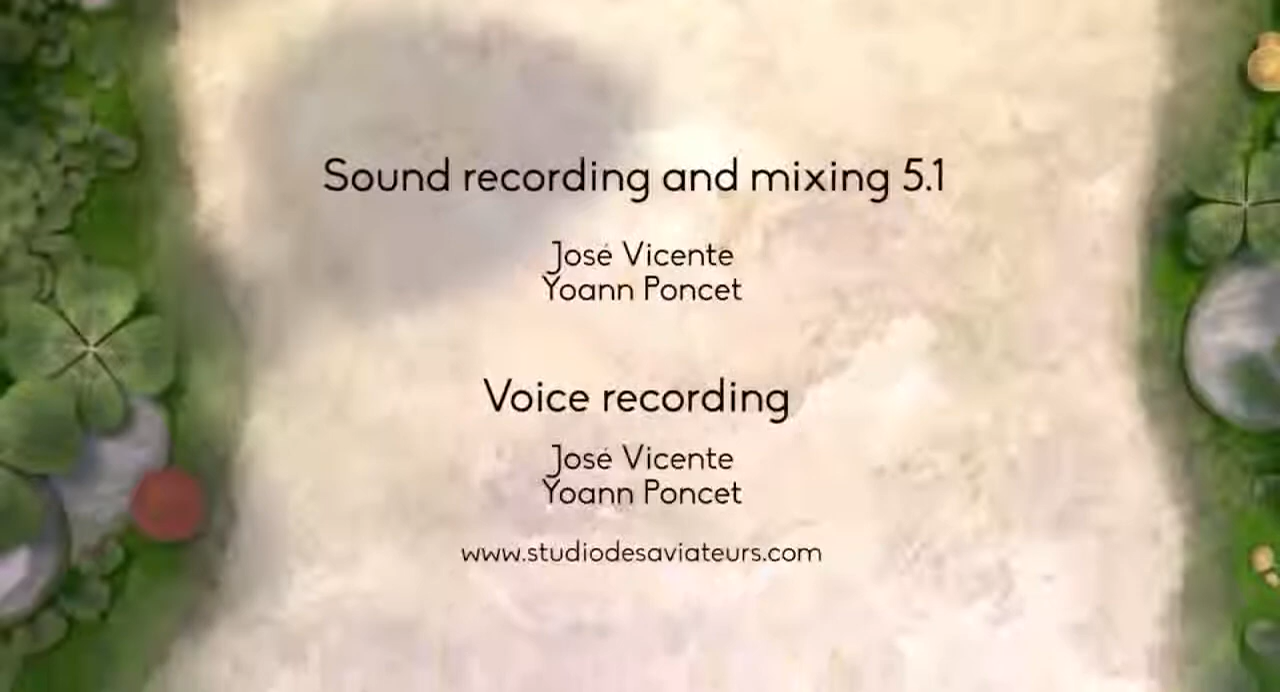 Sound recording and mixing 5.1
José Vicente
Yoann Poncet
Voice recording
José Vicente
Yoann Poncet
www.studiodesaviateurs.com